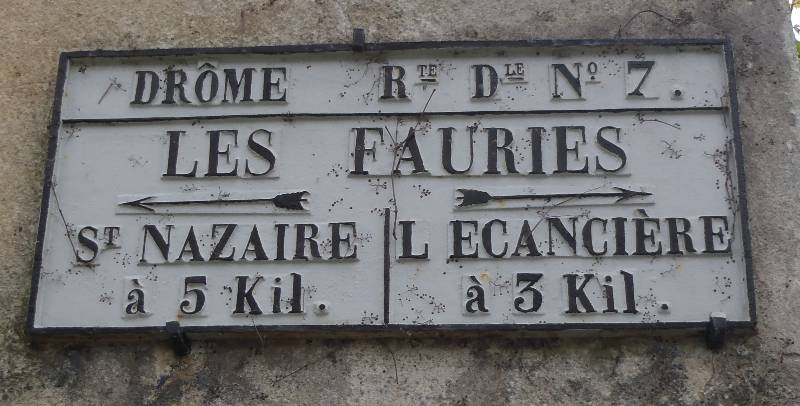 DRÔME RTE DLE NO 7.
LES FAURIES
ST NAZAIRE L ECANCIÈRE
à 5 Kil. à 3 Kil.